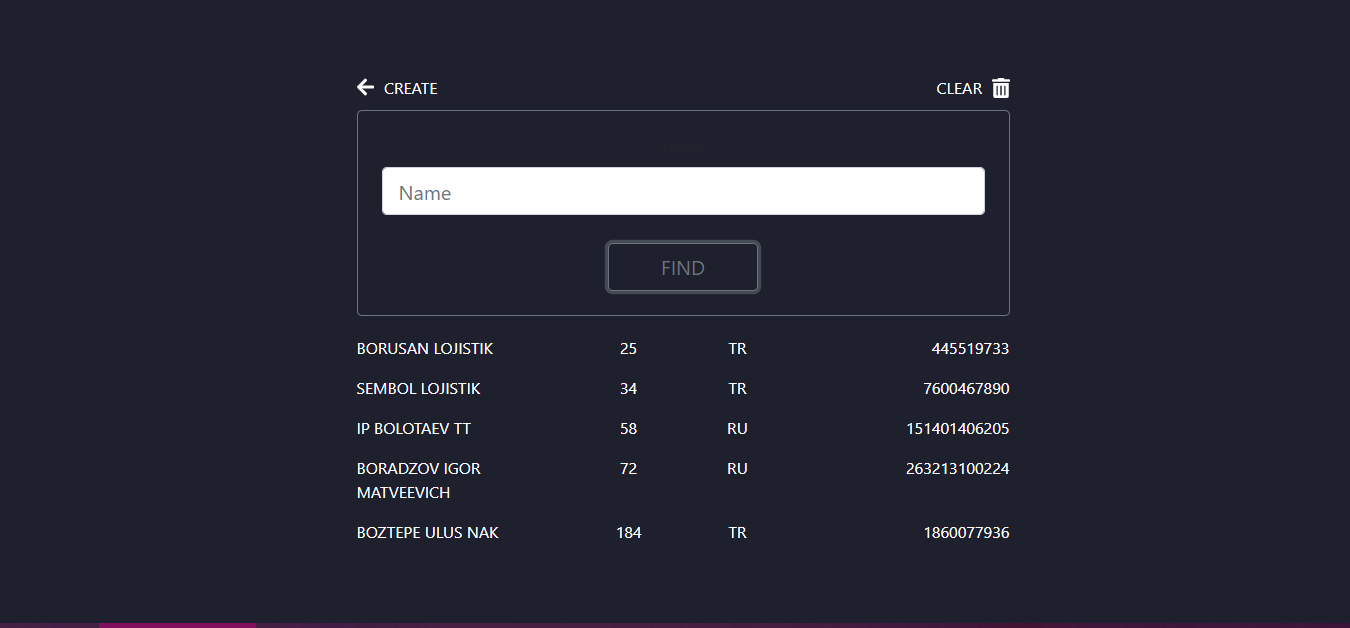 CREATE
CLEAR
Name
FIND
BORUSAN LOJISTIK 25 TR 445519733
SEMBOL LOJISTIK 34 TR 7600467890
IP BOLOTAEV TT 58 RU 151401406205
BORADZOV IGOR 72 RU 263213100224
MATVEEVICH
BOZTEPE ULUS NAK 184 TR 1860077936